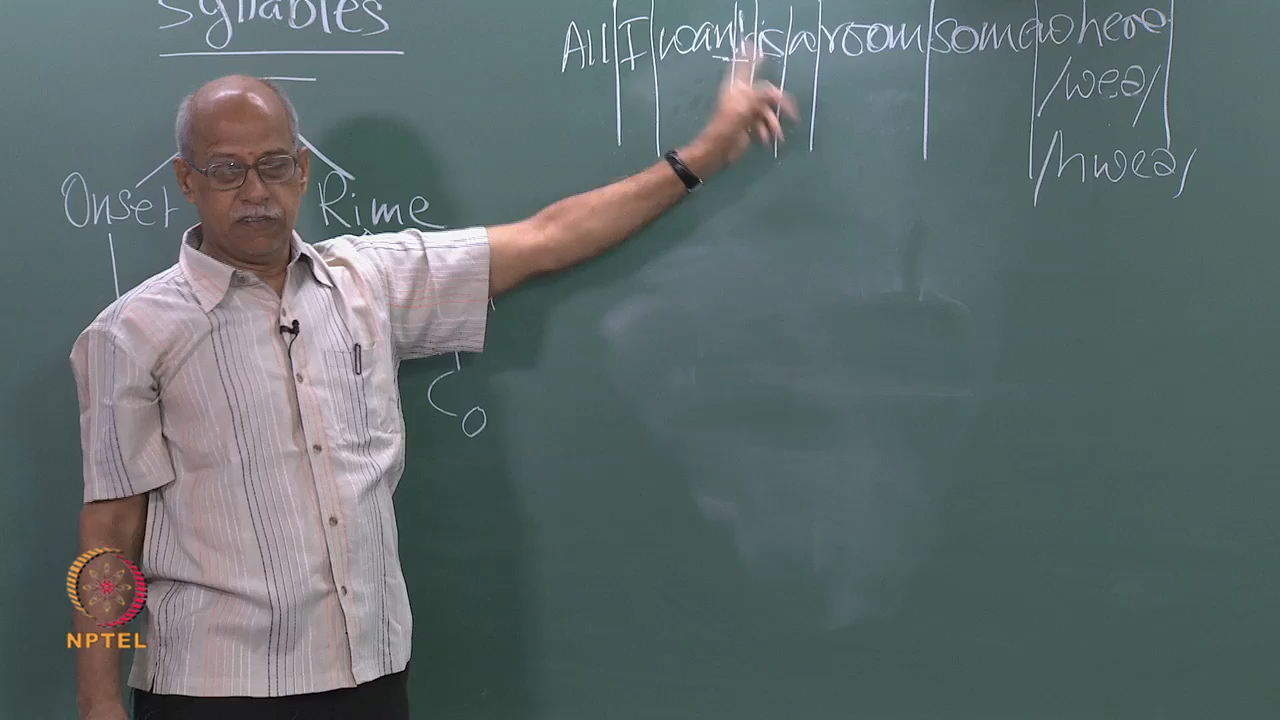 Syllables
Onset Rime
Co
All I want is a room somewhere
/weə/
/hweə/
NPTEL